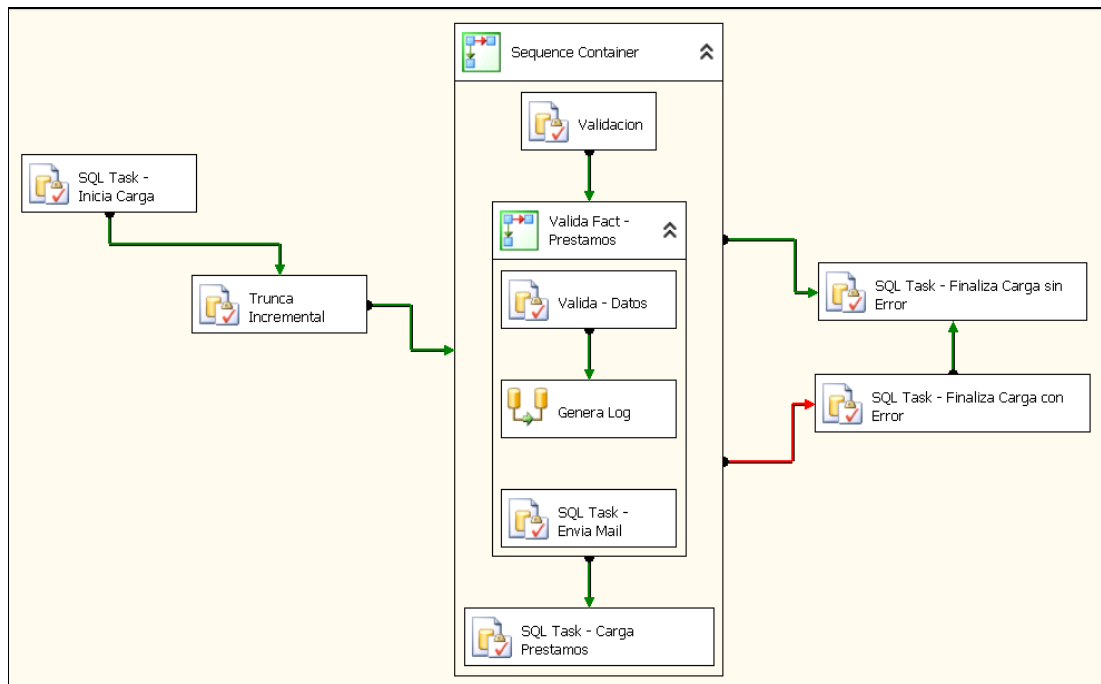 Sequence Container
Validacion
SQL Task -
Inicia Carga
Valida Fact -
Prestamos
Trunca
Incremental
Valida - Datos
SQL Task - Finaliza Carga sin
Error
Genera Log
SQL Task - Finaliza Carga con
Error
SQL Task -
Envia Mail
SQL Task - Carga
Prestamos